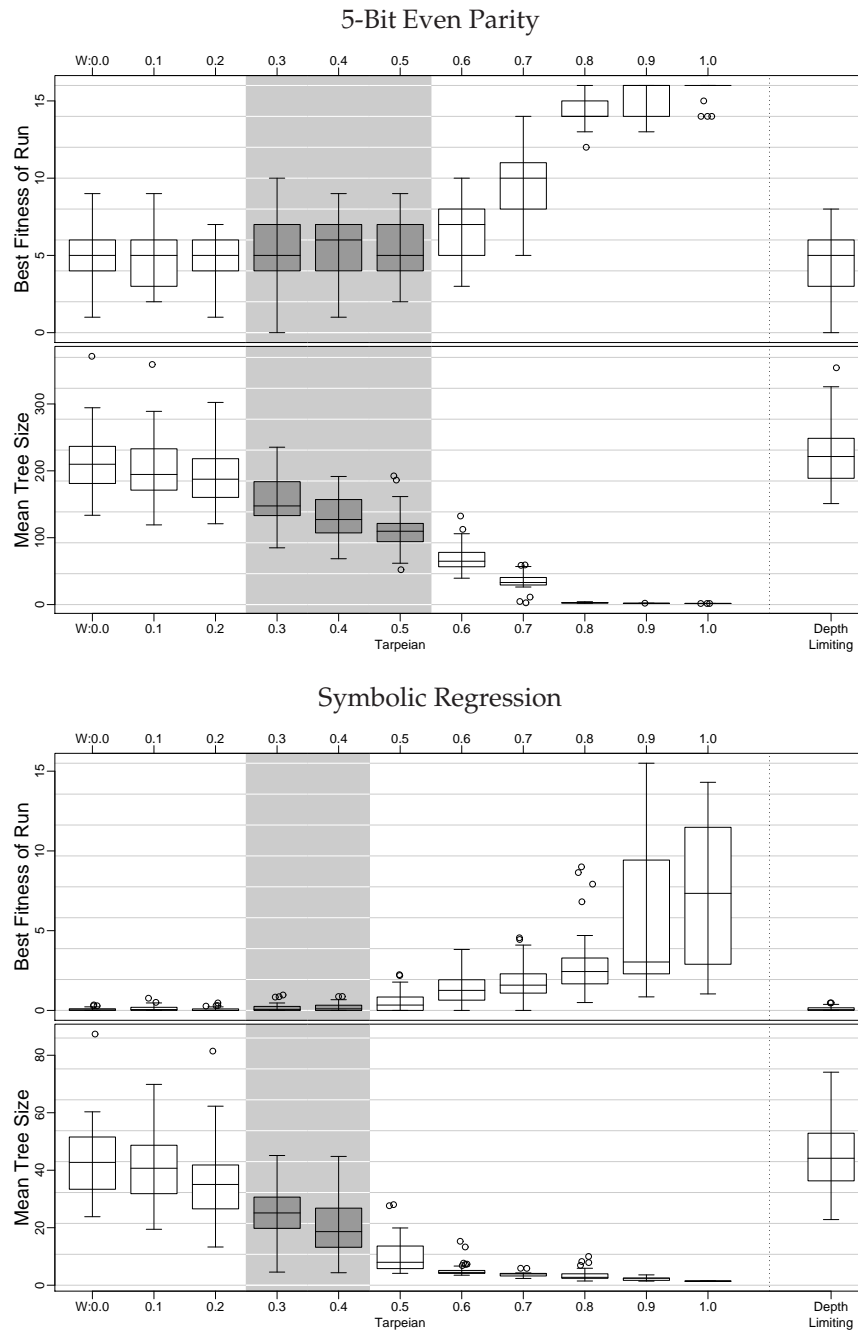 5-Bit Even Parity
W:0.0 0.1 0.2 0.3 0.4 0.5 0.6 0.7 0.8 0.9 1.0
Best Fitness of Run
15
10
5
0
Mean Tree Size
300
200
100
0
W:0.0 0.1 0.2 0.3 0.4 0.5 0.6 0.7 0.8 0.9 1.0 Depth
Tarpeian Limiting
Symbolic Regression
W:0.0 0.1 0.2 0.3 0.4 0.5 0.6 0.7 0.8 0.9 1.0
Best Fitness of Run
15
10
5
0
Mean Tree Size
80
60
40
20
0
W:0.0 0.1 0.2 0.3 0.4 0.5 0.6 0.7 0.8 0.9 1.0 Depth
Tarpeian Limiting